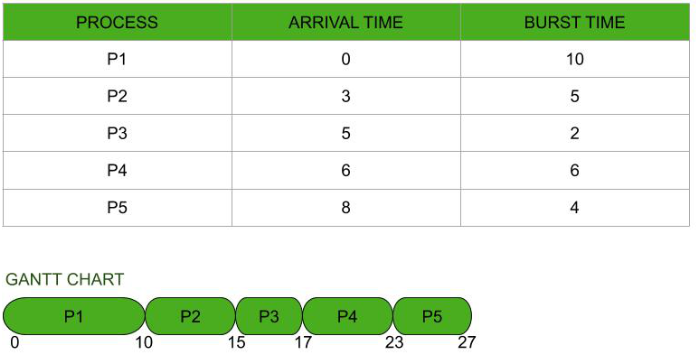 PROCESS ARRIVAL TIME BURST TIME
P1 0 10
P2 3 5
P3 5 2
P4 6 6
P5 8 4
GANTT CHART
P1 P2 P3 P4 P5
0 10 15 17 23 27